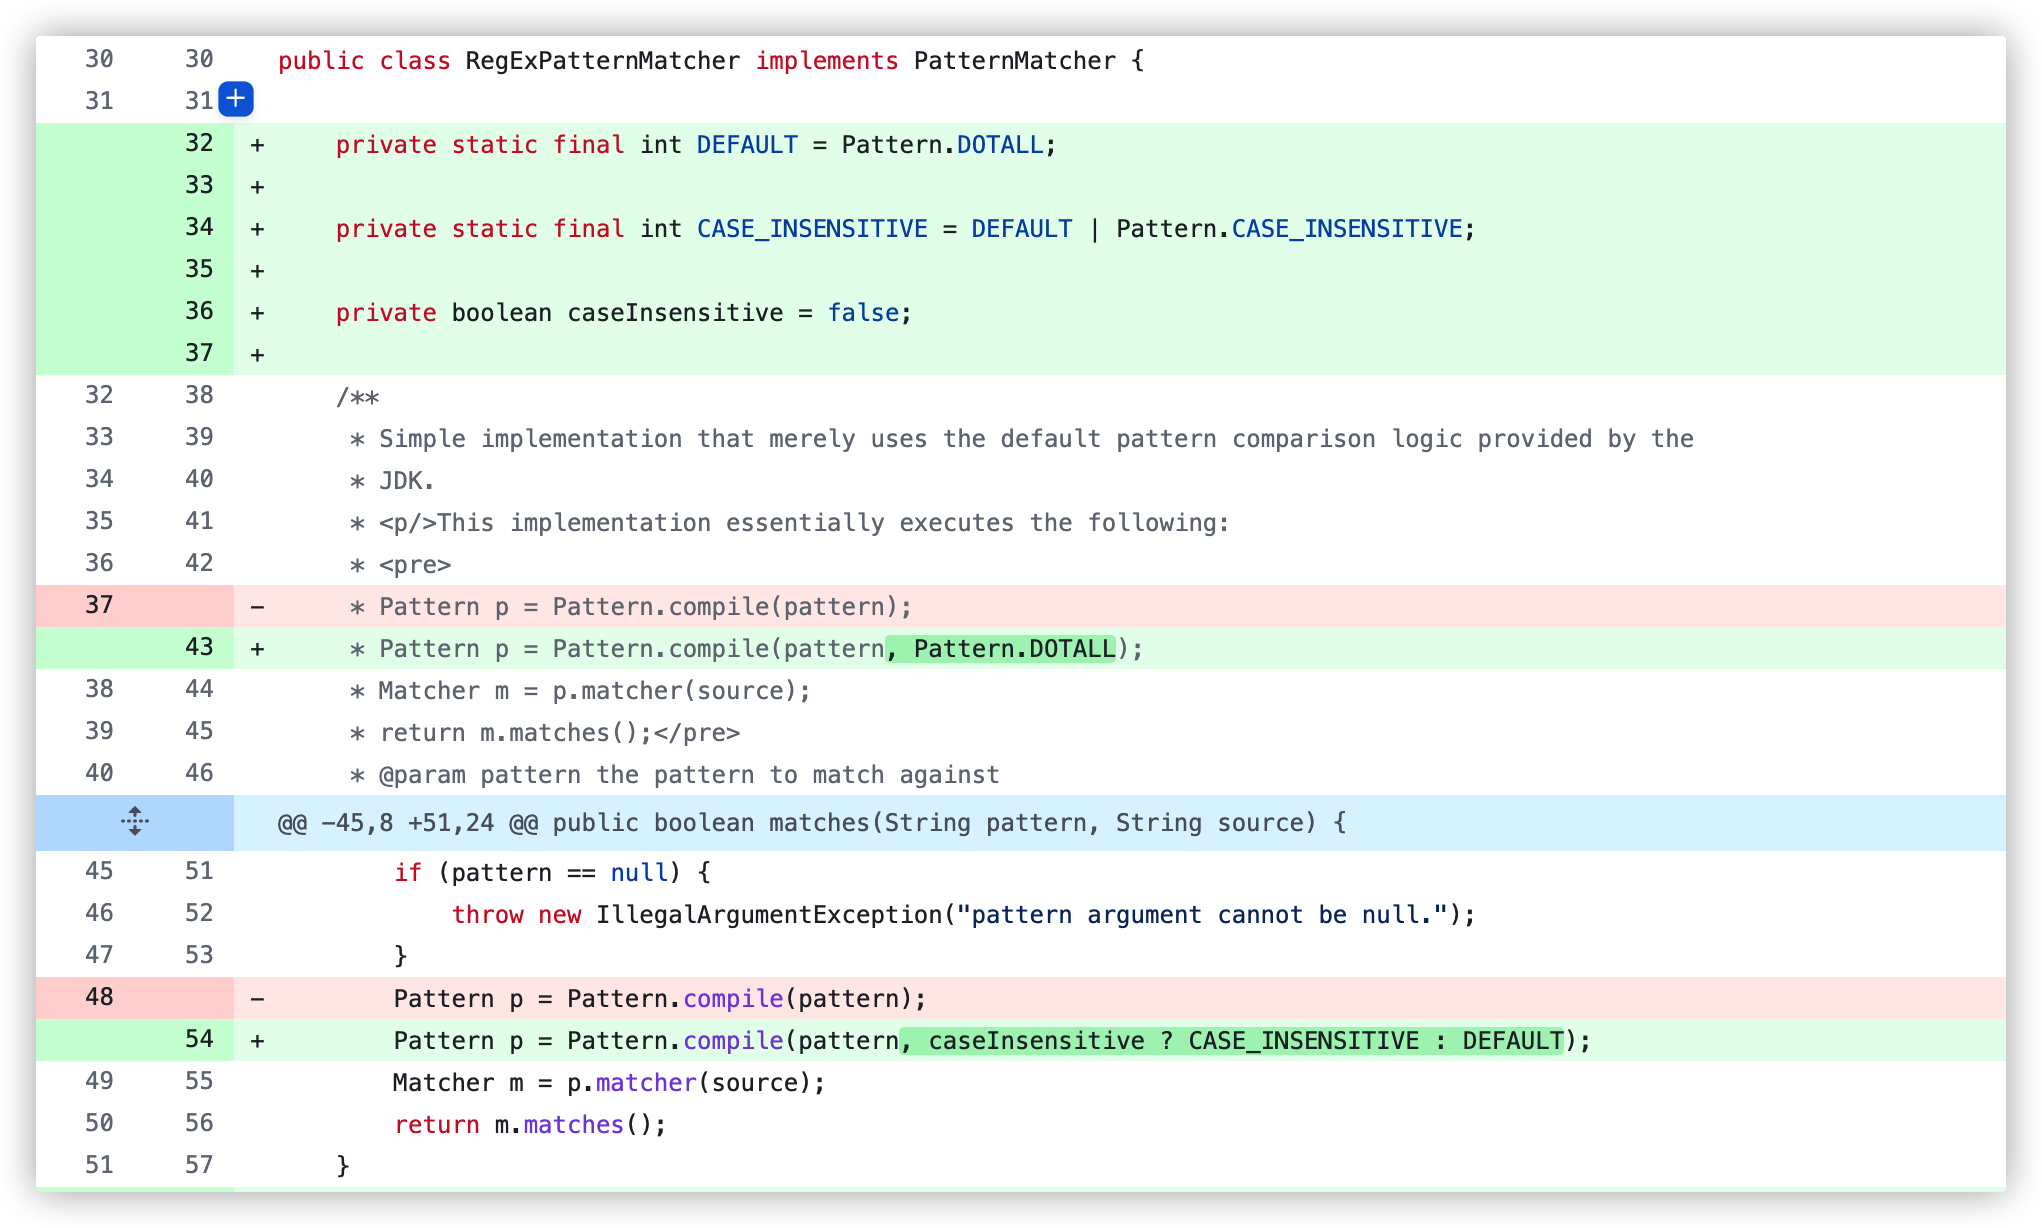 30 30 public class RegExPatternMatcher implements PatternMatcher {
31 31 +
32 + private static final int DEFAULT = Pattern.DOTALL;
33 +
34 + private static final int CASE_INSENSITIVE = DEFAULT | Pattern.CASE_INSENSITIVE;
35 +
36 + private boolean caseInsensitive = false;
37 +
32 38 /**
33 39 * Simple implementation that merely uses the default pattern comparison logic provided by the
34 40 * JDK.
35 41 * <p/>This implementation essentially executes the following:
36 42 * <pre>
37 - * Pattern p = Pattern.compile(pattern);
43 + * Pattern p = Pattern.compile(pattern, Pattern.DOTALL);
38 44 * Matcher m = p.matcher(source);
39 45 * return m.matches();</pre>
40 46 * @param pattern the pattern to match against
@@ -45,8 +51,24 @@ public boolean matches(String pattern, String source) {
45 51 if (pattern == null) {
46 52 throw new IllegalArgumentException("pattern argument cannot be null.");
47 53 }
48 - Pattern p = Pattern.compile(pattern);
54 + Pattern p = Pattern.compile(pattern, caseInsensitive ? CASE_INSENSITIVE : DEFAULT);
49 55 Matcher m = p.matcher(source);
50 56 return m.matches();
51 57 }